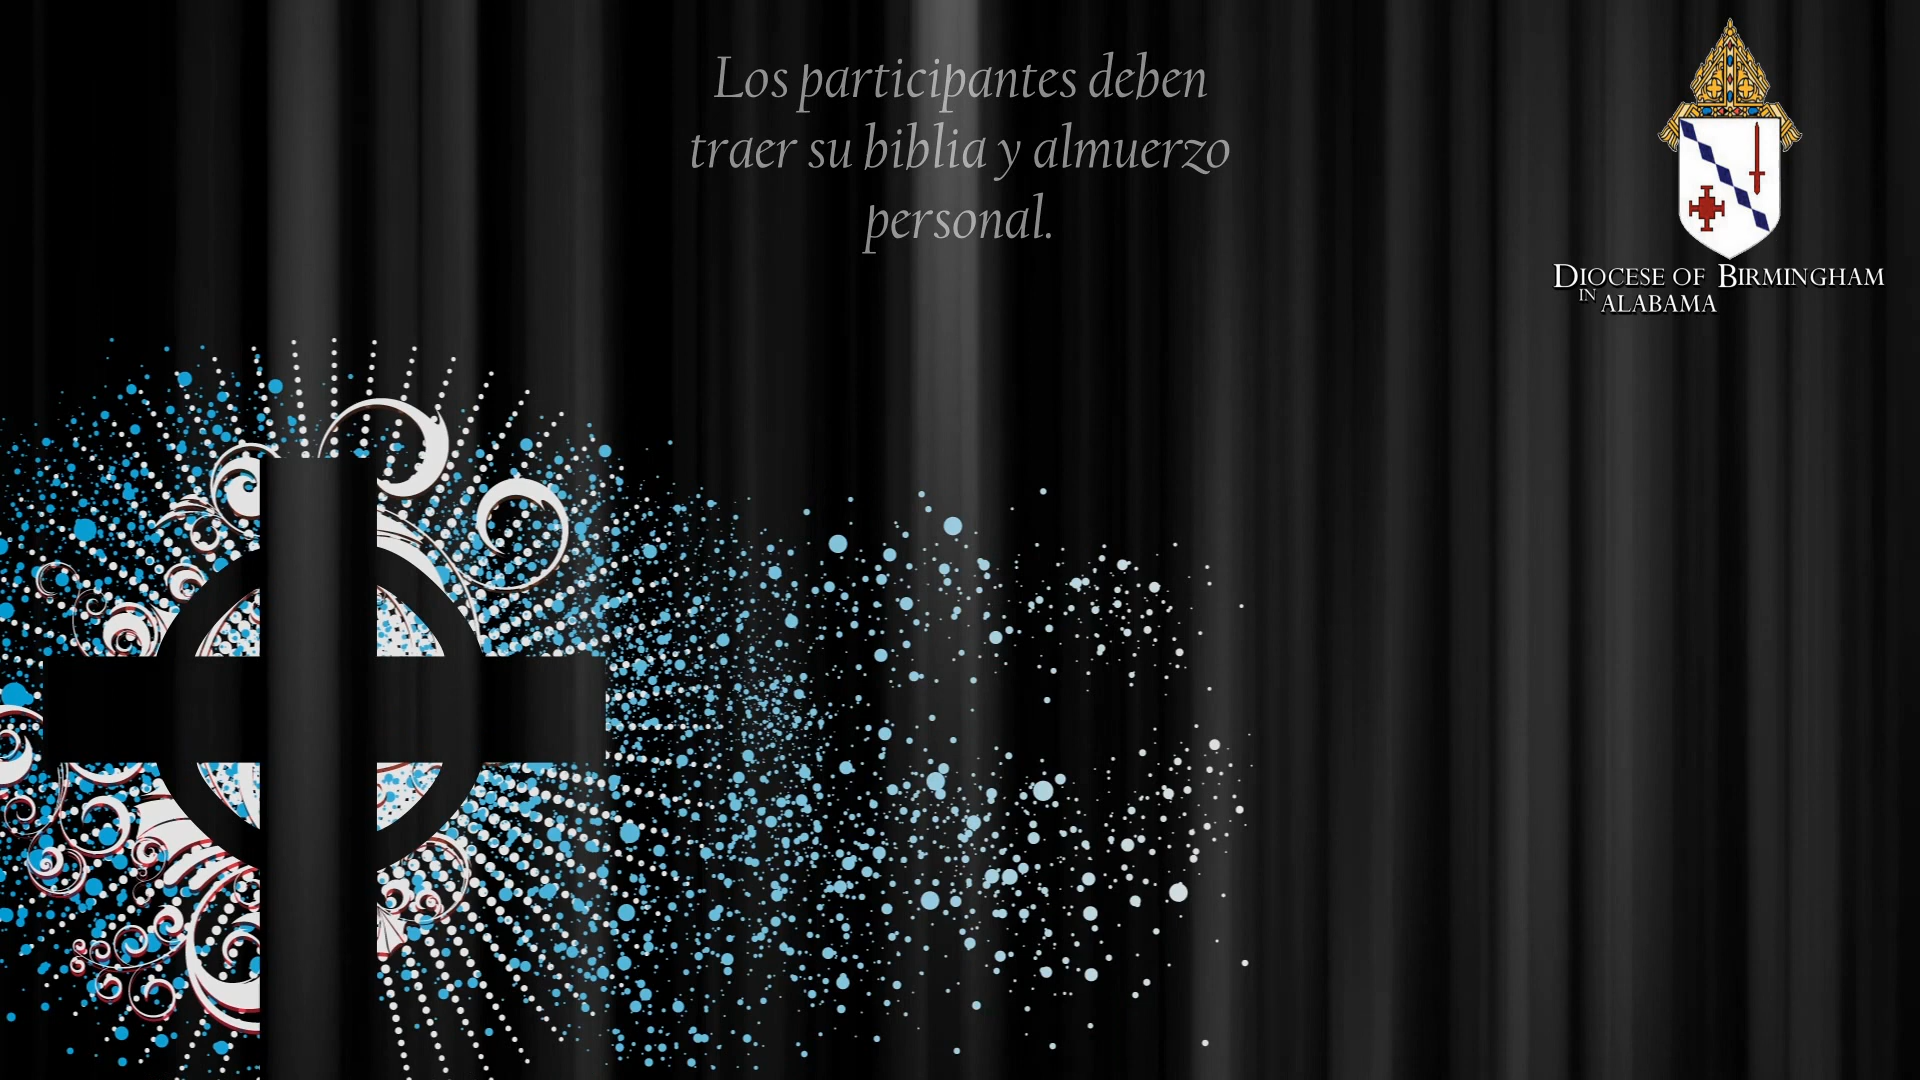 Los participantes deben
traer su biblia y almuerzo
personal.
DIOCESE OF BIRMINGHAM
IN ALABAMA